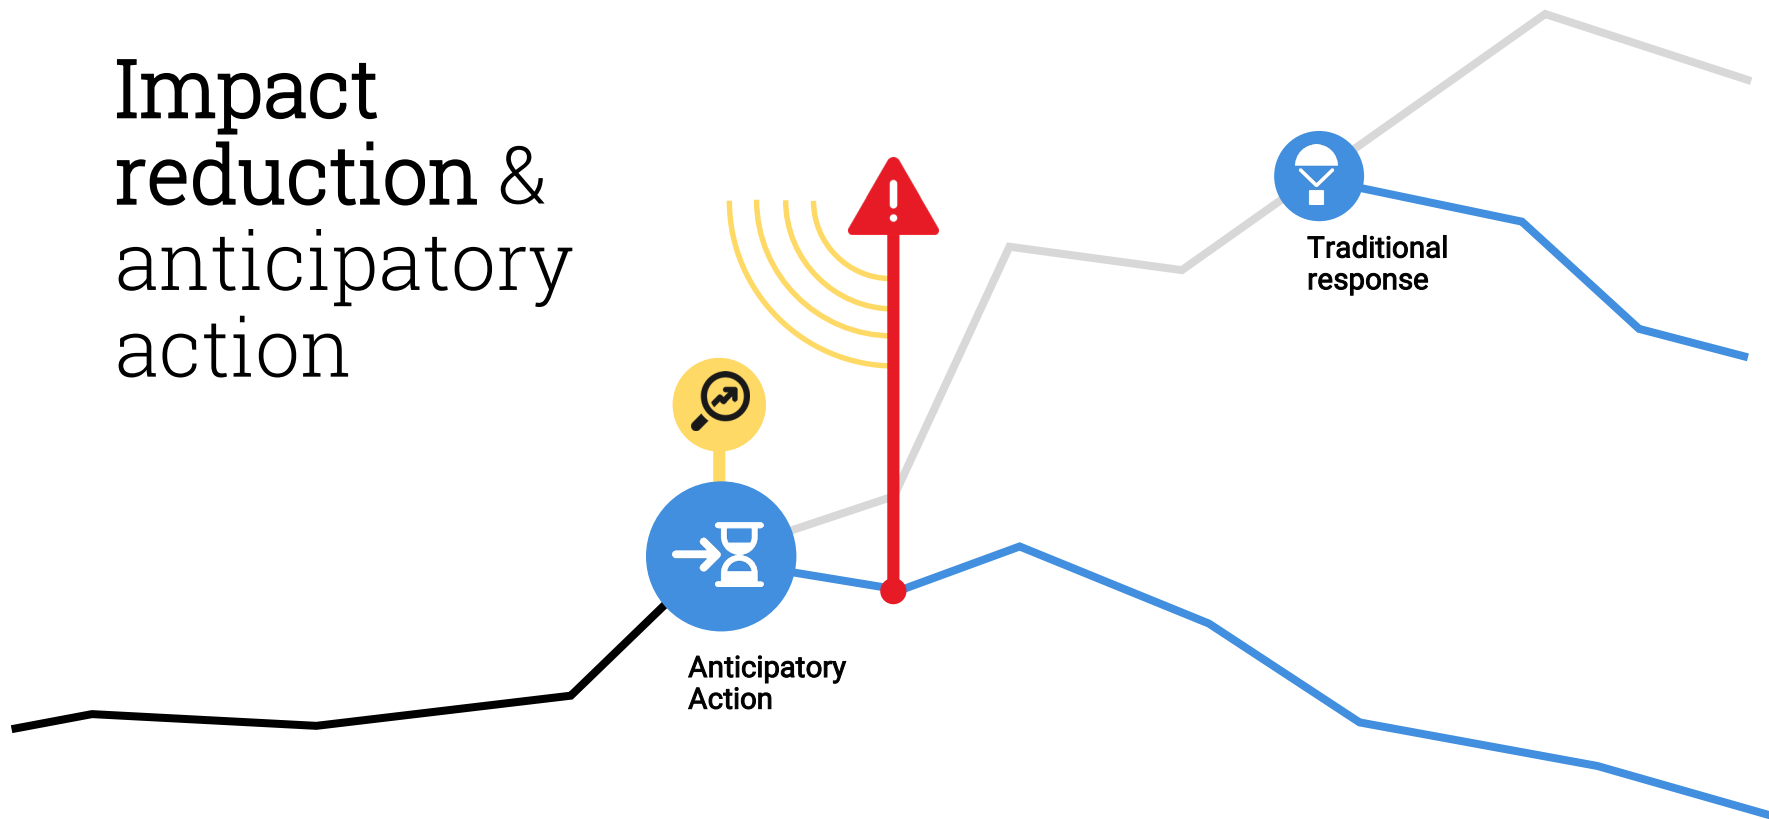 Impact
reduction &
anticipatory
action
Traditional
response
Anticipatory
Action